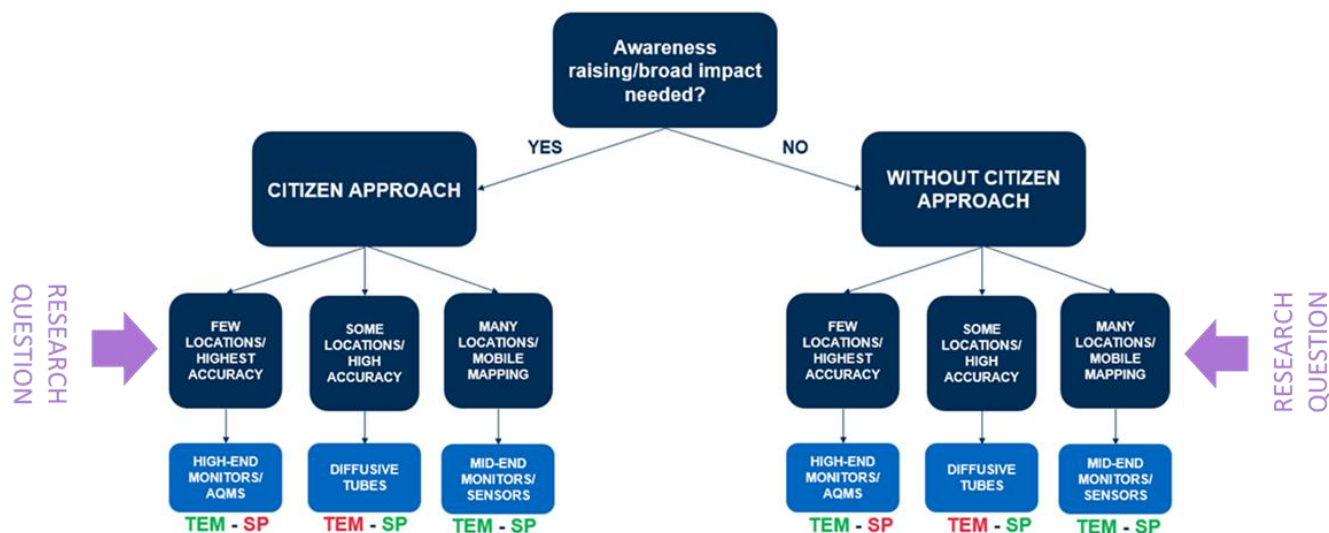 Awareness
raising/broad impact
needed?
YES
NO
CITIZEN APPROACH
WITHOUT CITIZEN
APPROACH
RESEARCH
QUESTION
FEW
LOCATIONS/
HIGHEST
ACCURACY
SOME
LOCATIONS/
HIGH
ACCURACY
MANY
LOCATIONS/
MOBILE
MAPPING
FEW
LOCATIONS/
HIGHEST
ACCURACY
SOME
LOCATIONS/
HIGH
ACCURACY
MANY
LOCATIONS/
MOBILE
MAPPING
RESEARCH
QUESTION
HIGH-END
MONITORS/
AQMS
DIFFUSIVE
TUBES
MID-END
MONITORS/
SENSORS
HIGH-END
MONITORS/
AQMS
DIFFUSIVE
TUBES
MID-END
MONITORS/
SENSORS
TEM - SP
TEM - SP
TEM - SP
TEM - SP
TEM - SP
TEM - SP